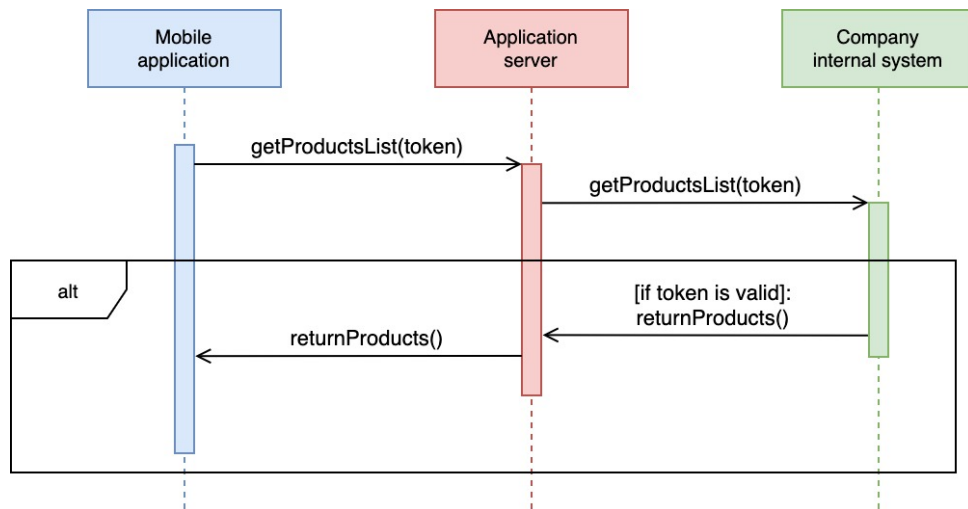 Mobile
application
Application
server
Company
internal system
getProductsList(token)
getProductsList(token)
alt
[if token is valid]:
returnProducts()
returnProducts()